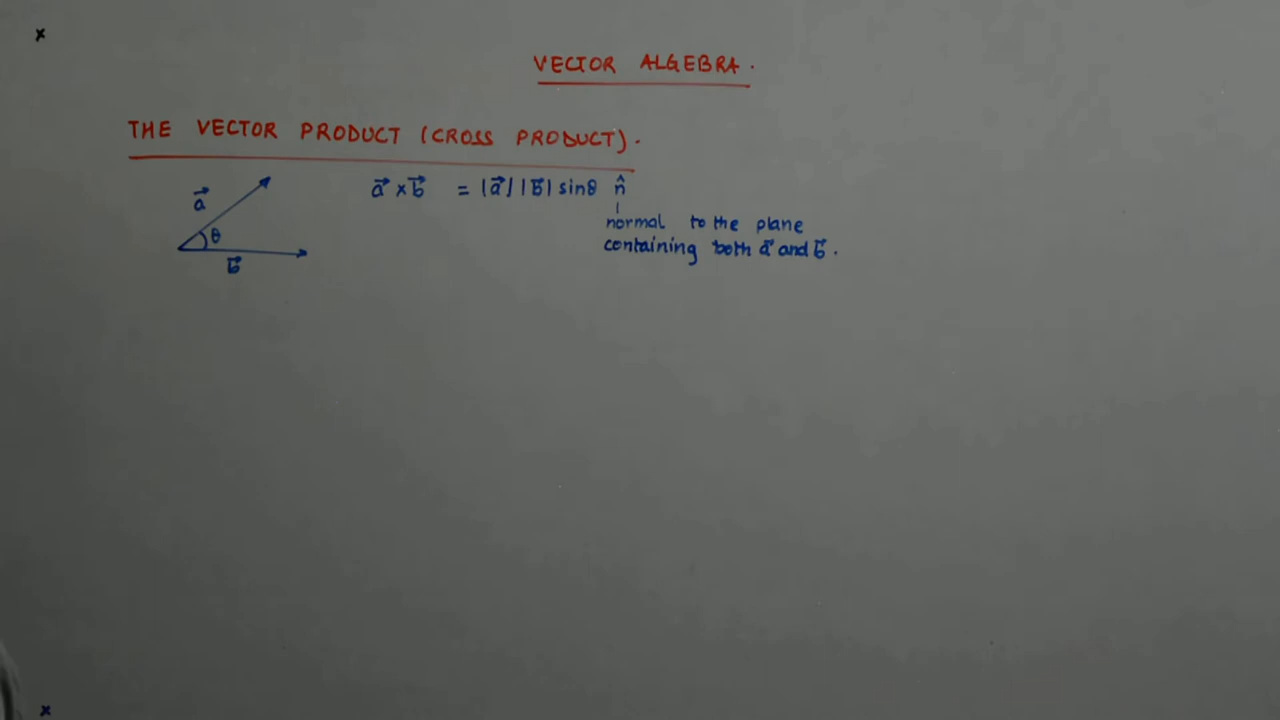 x
VECTOR ALGEBRA.
THE VECTOR PRODUCT (CROSS PRODUCT).
a⃗ × b⃗ = |a⃗| |b⃗| sinθ n̂
a⃗
θ
b⃗
normal to the plane
containing both a⃗ and b⃗.
x